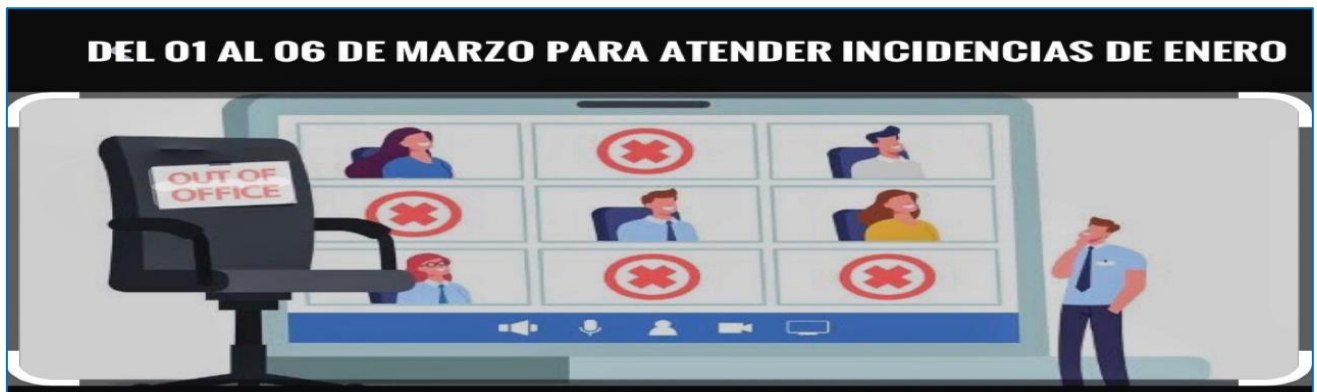 DEL 01 AL 06 DE MARZO PARA ATENDER INCIDENCIAS DE ENERO
OUT OF
OFFICE